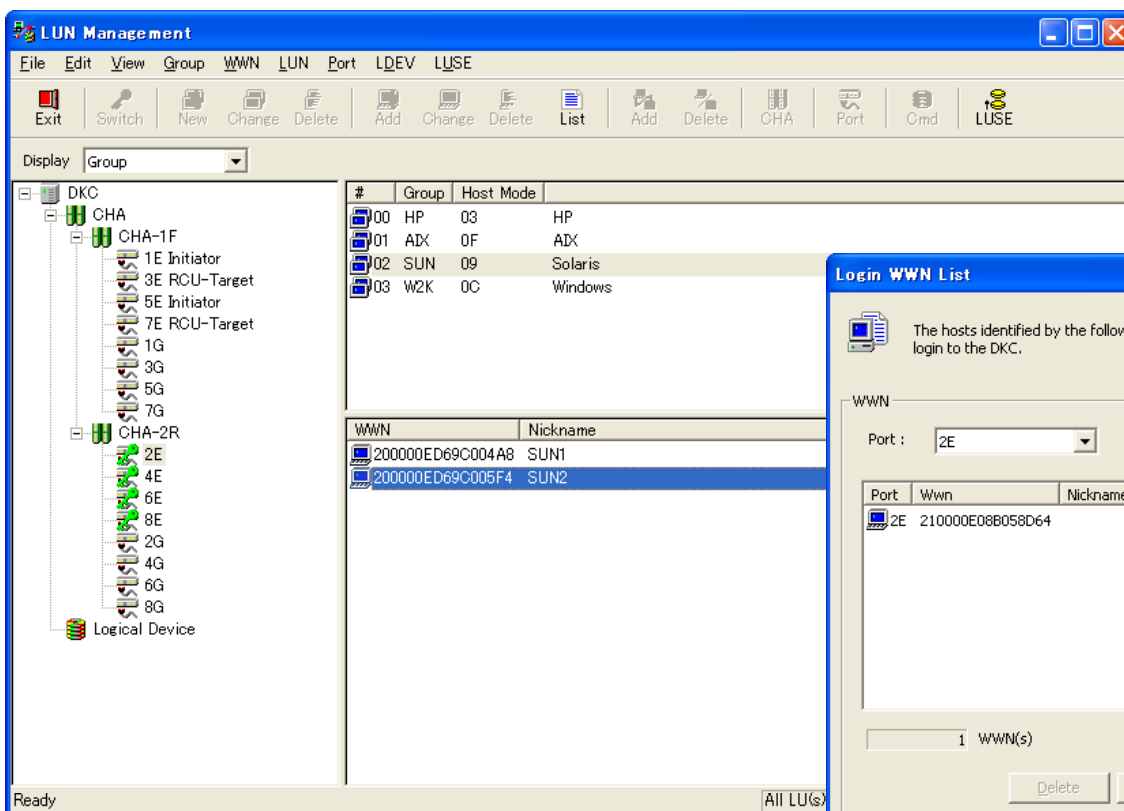 LUN Management
File Edit View Group WWN LUN Port LDEV LUSE
Exit Switch New Change Delete Add Change Delete List Add Delete CHA Port Cmd LUSE
Display Group
DKC
CHA
CHA-1F
1E Initiator
3E RCU-Target
5E Initiator
7E RCU-Target
1G
3G
5G
7G
CHA-2R
2E
4E
6E
8E
2G
4G
6G
8G
Logical Device
# Group Host Mode
00 HP 03 HP
01 AIX 0F AIX
02 SUN 09 Solaris
03 W2K 0C Windows
WWN Nickname
200000ED69C004A8 SUN1
200000ED69C005F4 SUN2
Login WWN List
The hosts identified by the follow
login to the DKC.
WWN
Port : 2E
Port Wwn Nickname
2E 210000E08B058D64
1 WWN(s)
Delete
Ready
All LU(s)